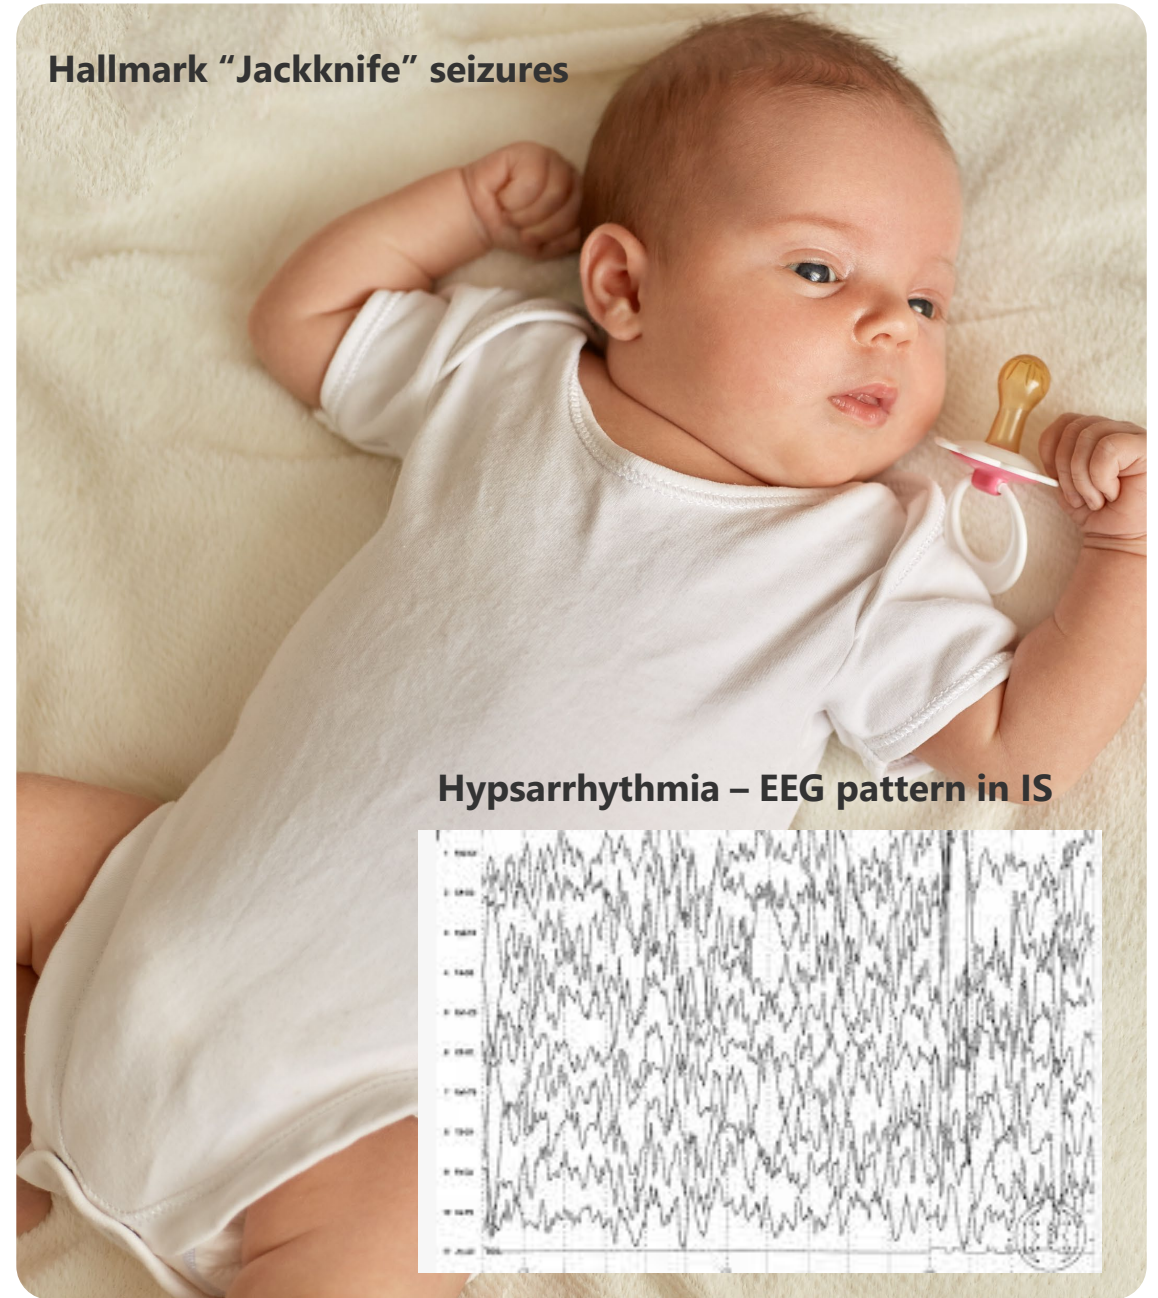 Hallmark “Jackknife” seizures
Hypsarrhythmia – EEG pattern in IS